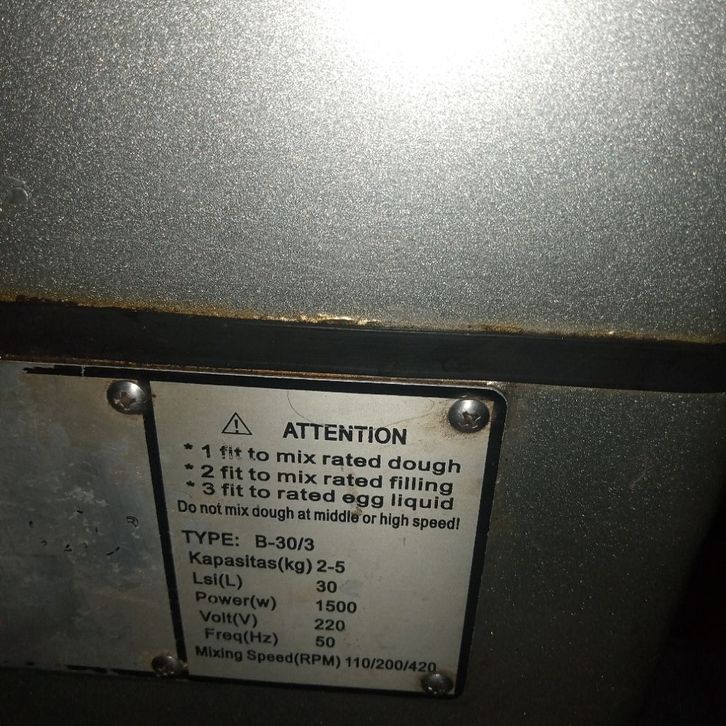 ATTENTION
* 1 fit to mix rated dough
* 2 fit to mix rated filling
* 3 fit to rated egg liquid
Do not mix dough at middle or high speed!
TYPE: B-30/3
Kapasitas(kg) 2-5
Lsi(L) 30
Power(w) 1500
Volt(V) 220
Freq(Hz) 50
Mixing Speed(RPM) 110/200/420